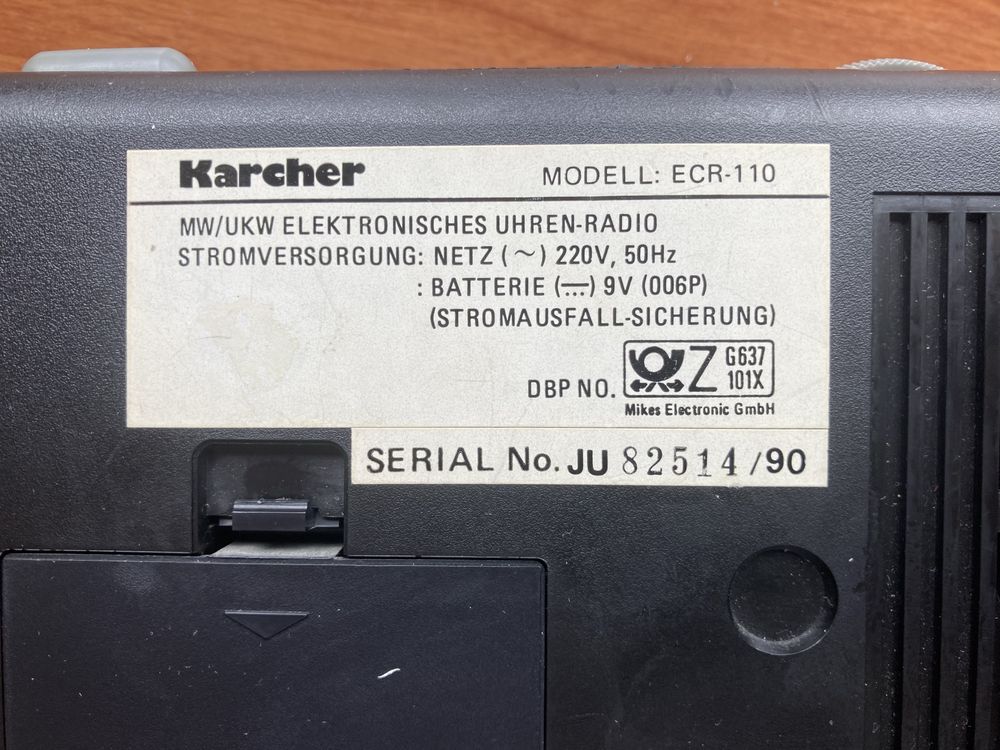 Karcher MODELL: ECR-110
MW/UKW ELEKTRONISCHES UHREN-RADIO
STROMVERSORGUNG: NETZ (~) 220V, 50Hz
: BATTERIE (⎓) 9V (006P)
(STROMAUSFALL-SICHERUNG)
DBP NO. Z G637 101X
Mikes Electronic GmbH
SERIAL No. JU 82514/90